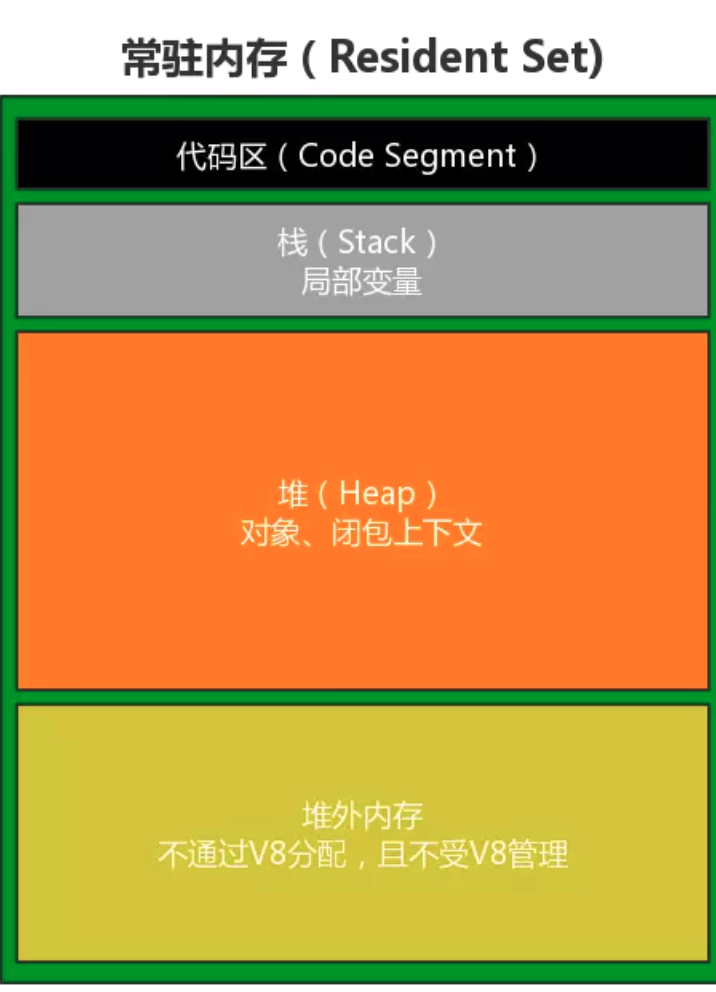 常驻内存（Resident Set)
代码区（Code Segment）
栈（Stack）
局部变量
堆（Heap）
对象、闭包上下文
堆外内存
不通过V8分配，且不受V8管理